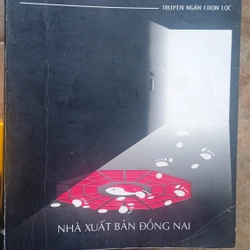 TRUYỆN NGẮN CHỌN LỌC
NHÀ XUẤT BẢN ĐỒNG NAI